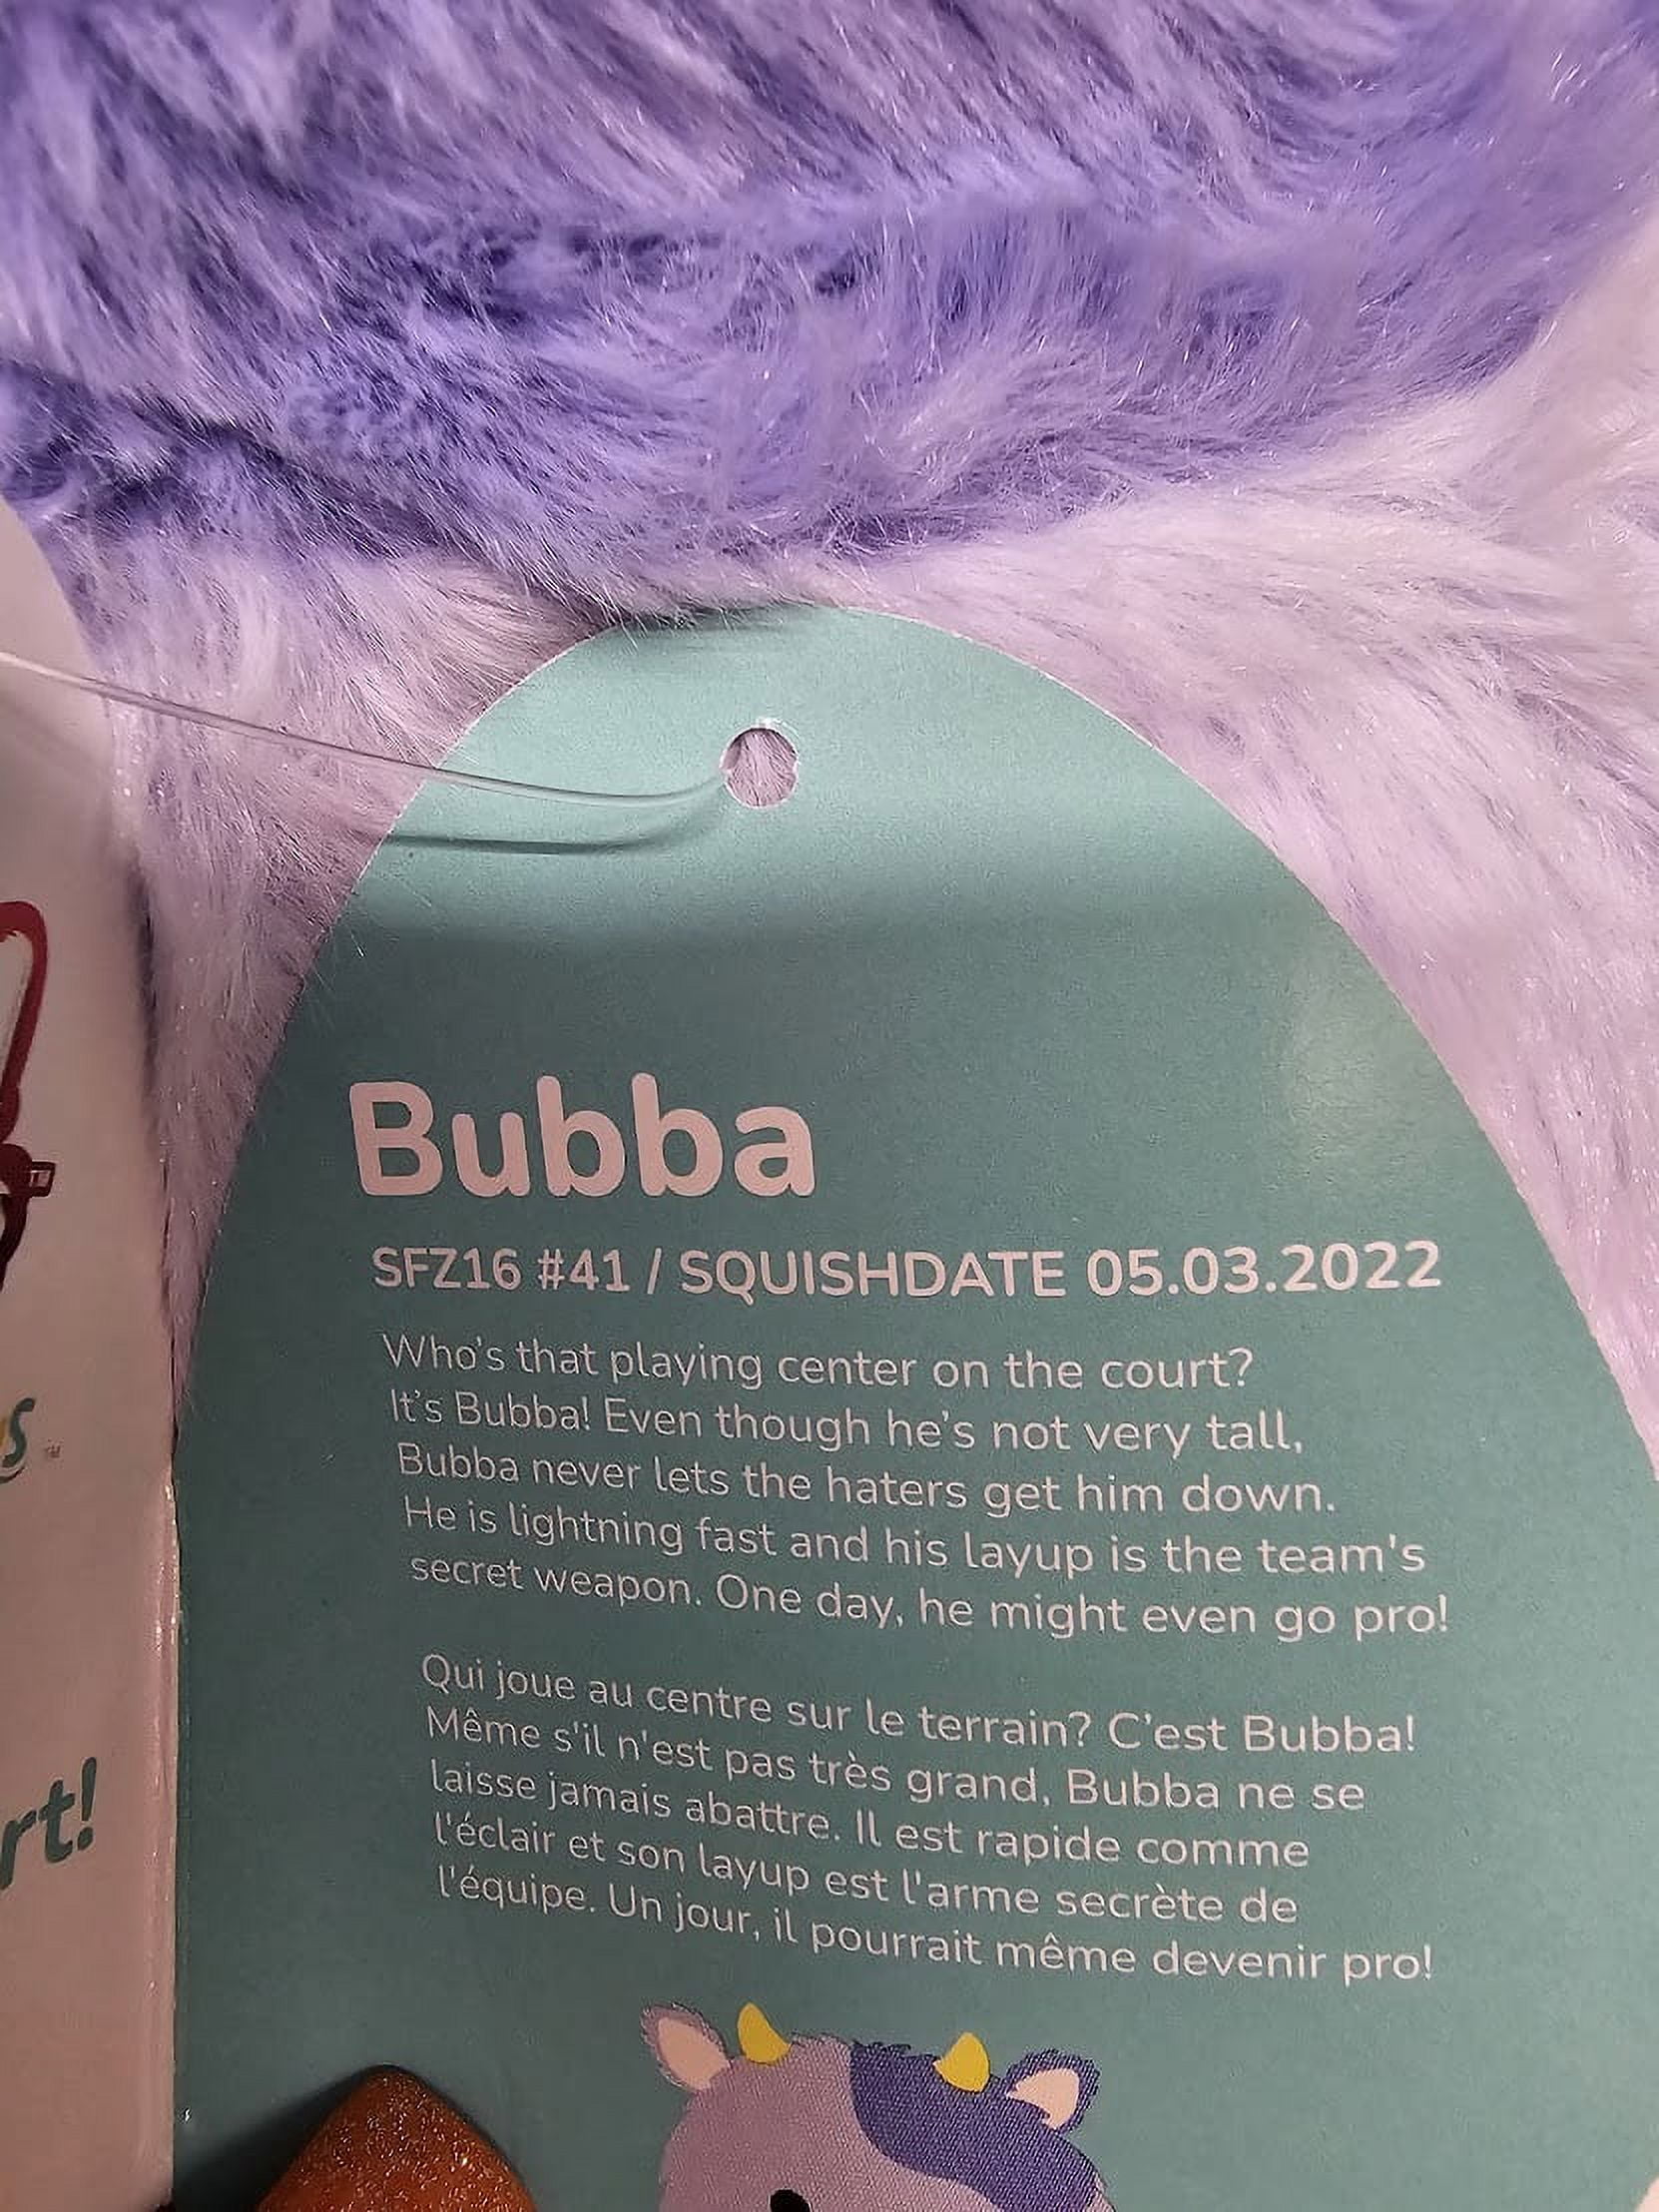 Bubba
SFZ16 #41 / SQUISHDATE 05.03.2022
Who's that playing center on the court?
It's Bubba! Even though he's not very tall,
Bubba never lets the haters get him down.
He is lightning fast and his layup is the team's
secret weapon. One day, he might even go pro!
Qui joue au centre sur le terrain? C'est Bubba!
Même s'il n'est pas très grand, Bubba ne se
laisse jamais abattre. Il est rapide comme
l'éclair et son layup est l'arme secrète de
l'équipe. Un jour, il pourrait même devenir pro!